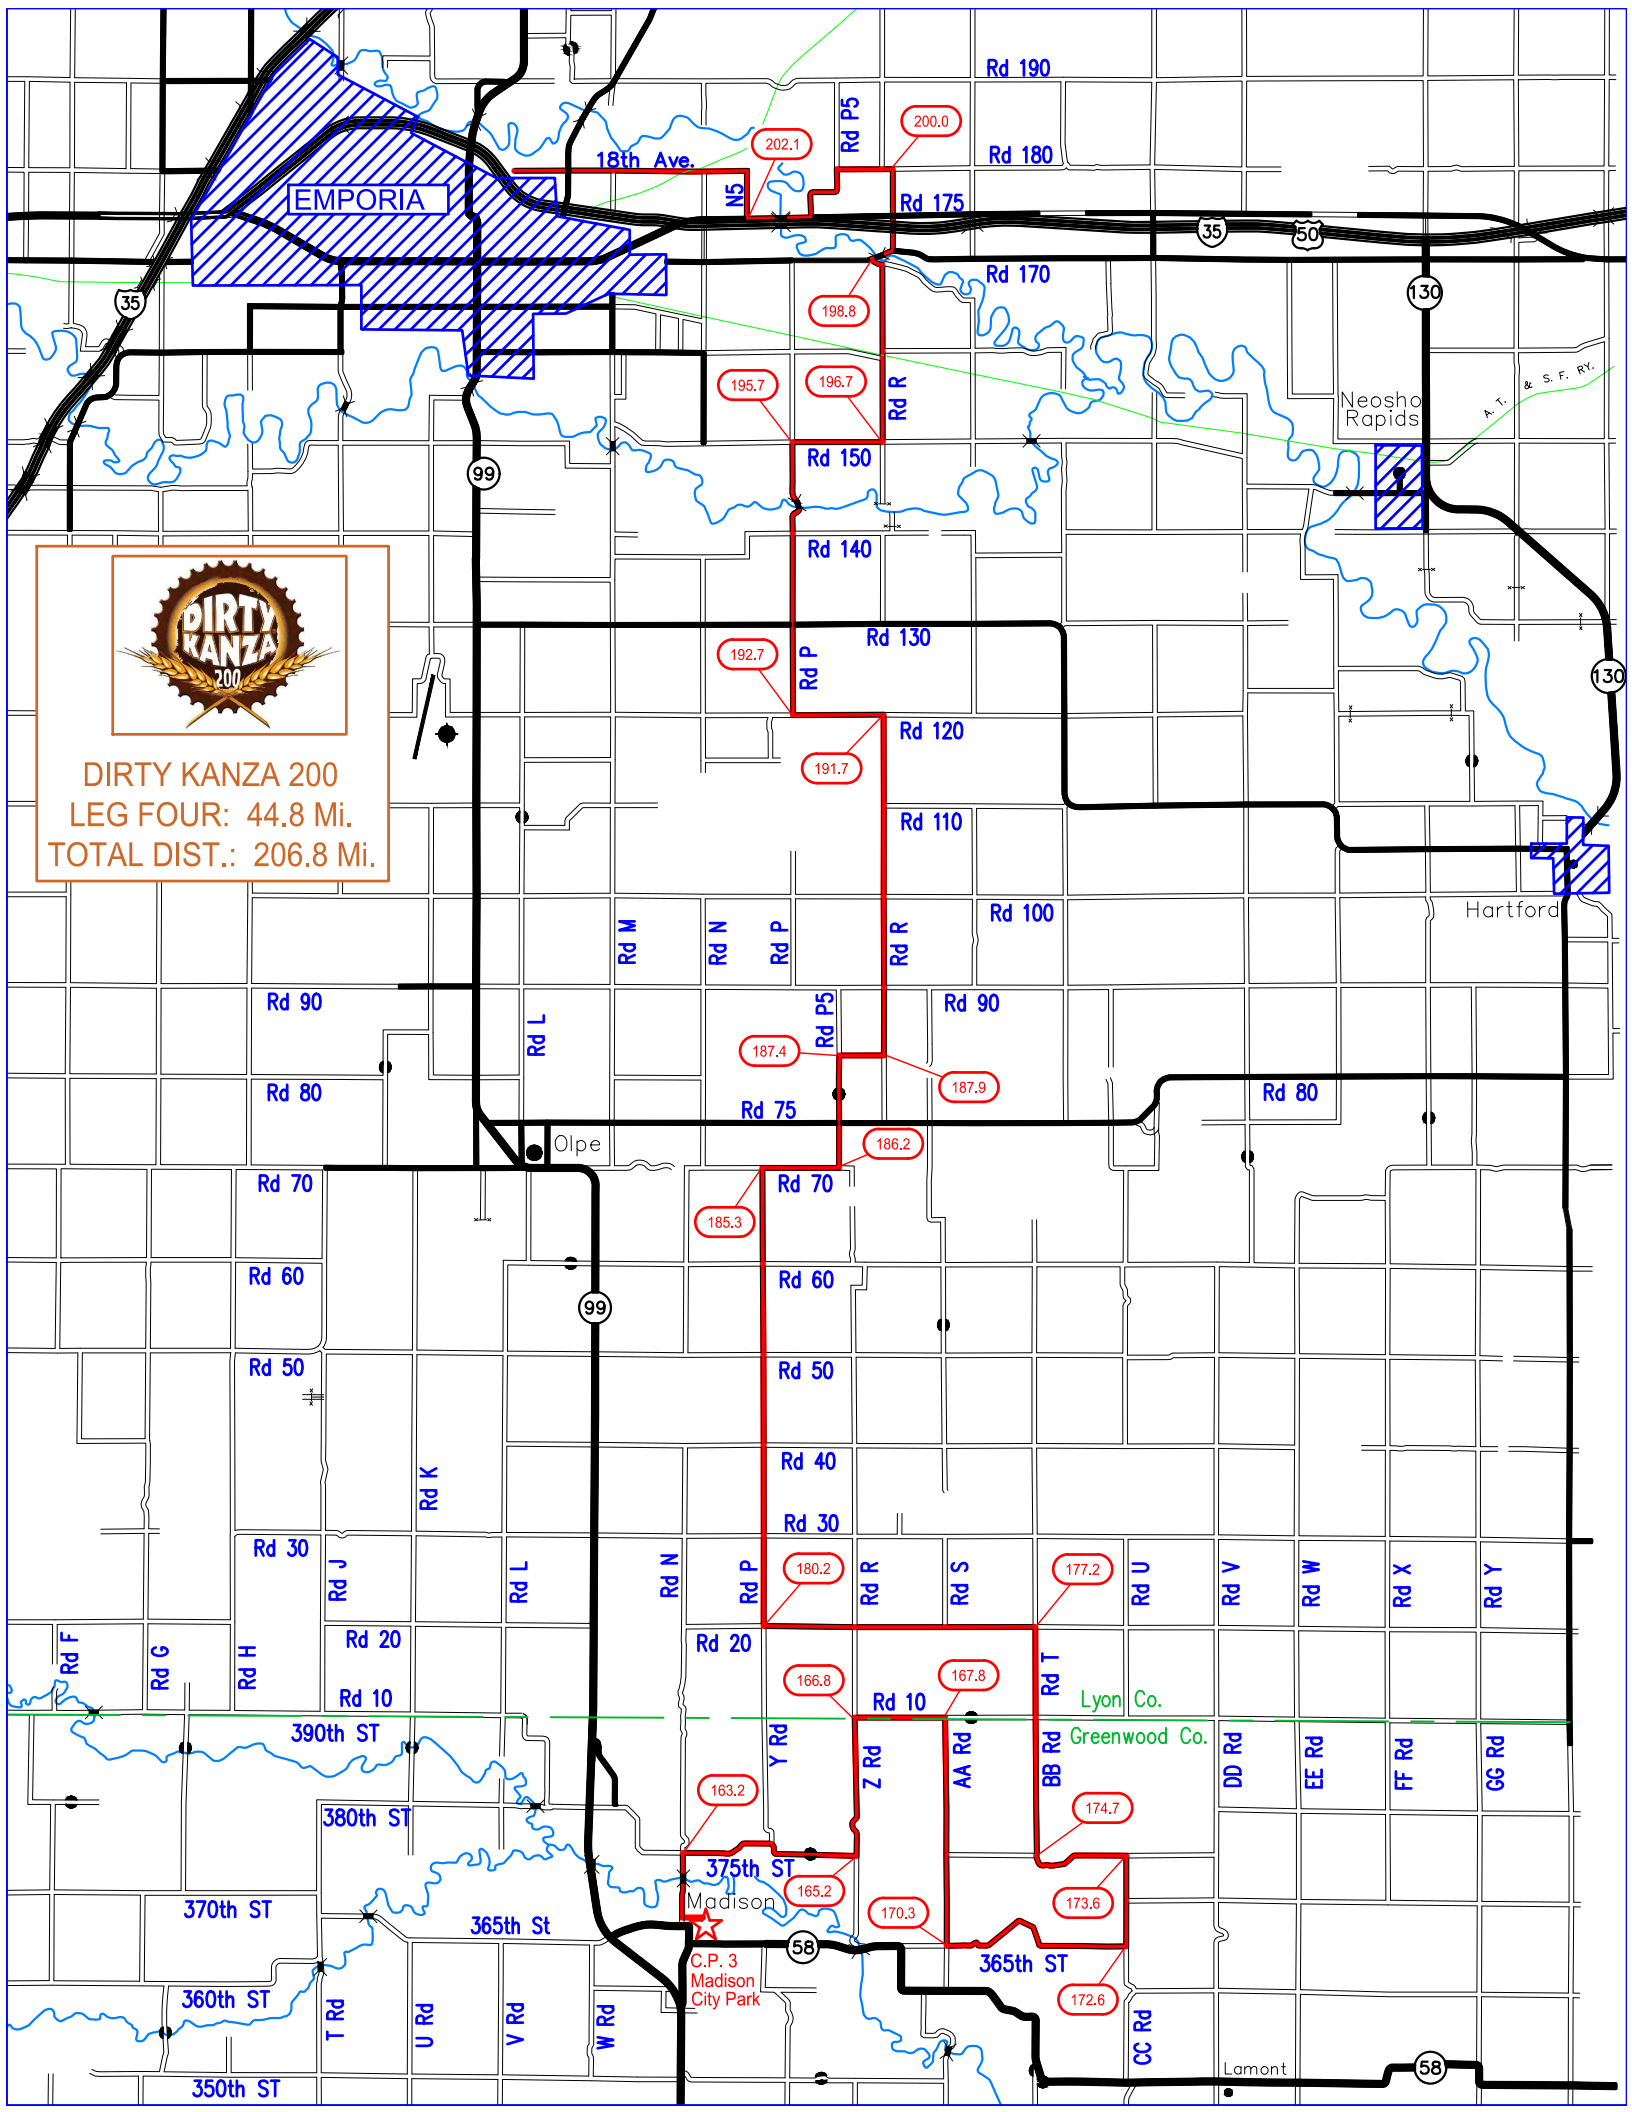 Rd 190
Rd P5
200.0
202.1
18th Ave.
Rd 180
N5
Rd 175
EMPORIA
35
50
Rd 170
35
198.8
130
195.7
196.7
Rd R
Neosho
Rapids
A. T. & S. F. RY.
Rd 150
99
Rd 140
DIRTY
KANZA
200
Rd 130
192.7
Rd P
130
Rd 120
191.7
DIRTY KANZA 200
LEG FOUR: 44.8 Mi.
TOTAL DIST.: 206.8 Mi.
Rd 110
Rd 100
Hartford
Rd M
Rd N
Rd P
Rd R
Rd 90
Rd L
Rd P5
Rd 90
187.4
187.9
Rd 80
Rd 80
Rd 75
Olpe
186.2
Rd 70
Rd 70
185.3
Rd 60
Rd 60
99
Rd 50
Rd 50
Rd 40
Rd K
Rd 30
Rd 30
Rd J
Rd L
Rd N
Rd P
180.2
Rd R
Rd S
177.2
Rd U
Rd V
Rd W
Rd X
Rd Y
Rd F
Rd G
Rd H
Rd 20
Rd 20
166.8
167.8
Rd T
Rd 10
Rd 10
Lyon Co.
Greenwood Co.
390th ST
Y Rd
Z Rd
AA Rd
BB Rd
DD Rd
EE Rd
FF Rd
GG Rd
163.2
174.7
380th ST
375th ST
165.2
173.6
370th ST
365th St
Madison
170.3
58
365th ST
C.P. 3
Madison
City Park
360th ST
172.6
T Rd
U Rd
V Rd
W Rd
CC Rd
Lamont
58
350th ST